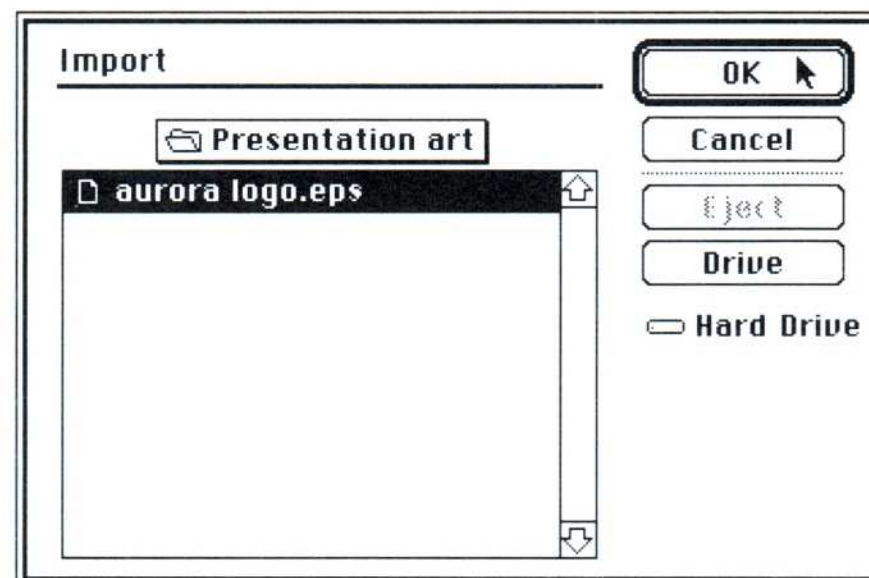 Import
Presentation art
aurora logo.eps
OK
Cancel
Eject
Drive
Hard Drive